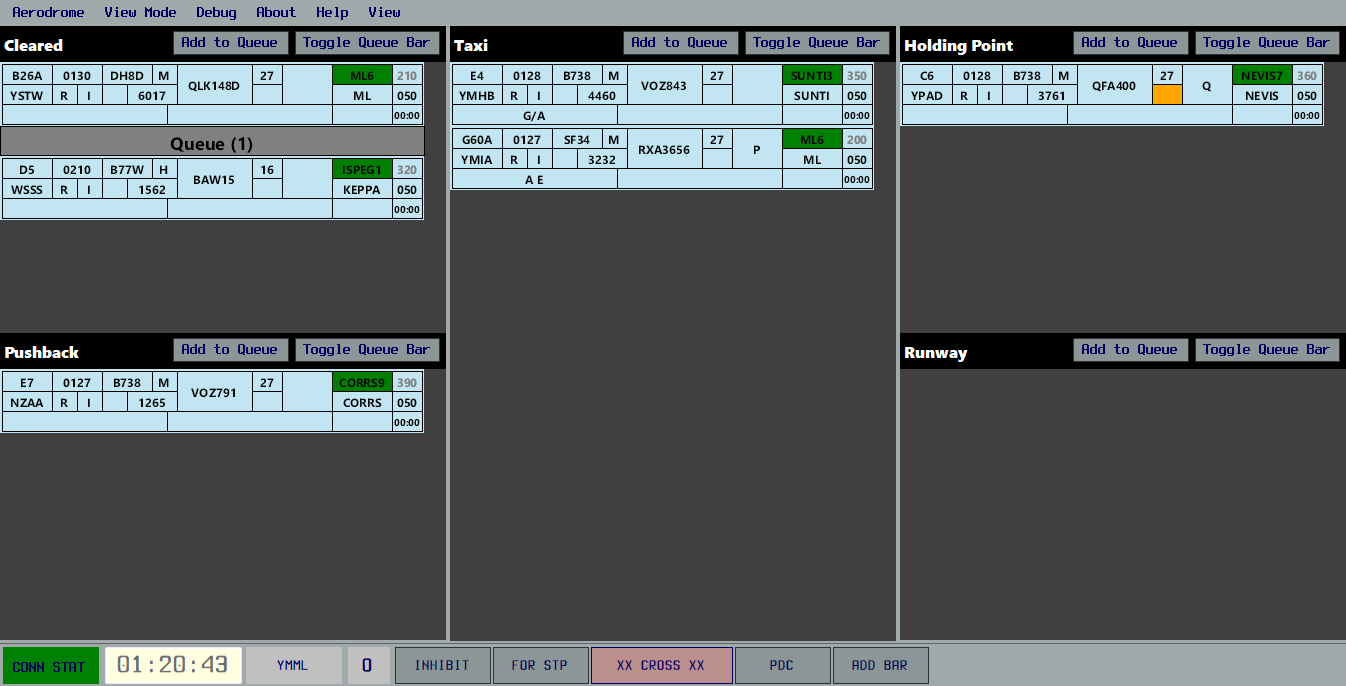 Aerodrome View Mode Debug About Help View
Cleared Add to Queue Toggle Queue Bar
B26A 0130 DH8D M QLK148D 27 ML6 210
YSTW R I 6017 ML 050
00:00
Queue (1)
D5 0210 B77W H BAW15 16 ISPEG1 320
WSSS R I 1562 KEPPA 050
00:00
Pushback Add to Queue Toggle Queue Bar
E7 0127 B738 M VOZ791 27 CORRS9 390
NZAA R I 1265 CORRS 050
00:00
Taxi Add to Queue Toggle Queue Bar
E4 0128 B738 M VOZ843 27 SUNTI3 350
YMHB R I 4460 SUNTI 050
G/A 00:00
G60A 0127 SF34 M RXA3656 27 P ML6 200
YMIA R I 3232 ML 050
A E 00:00
Holding Point Add to Queue Toggle Queue Bar
C6 0128 B738 M QFA400 27 Q NEVIS7 360
YPAD R I 3761 NEVIS 050
00:00
Runway Add to Queue Toggle Queue Bar
CONN STAT 01:20:43 YMML 0 INHIBIT FOR STP XX CROSS XX PDC ADD BAR